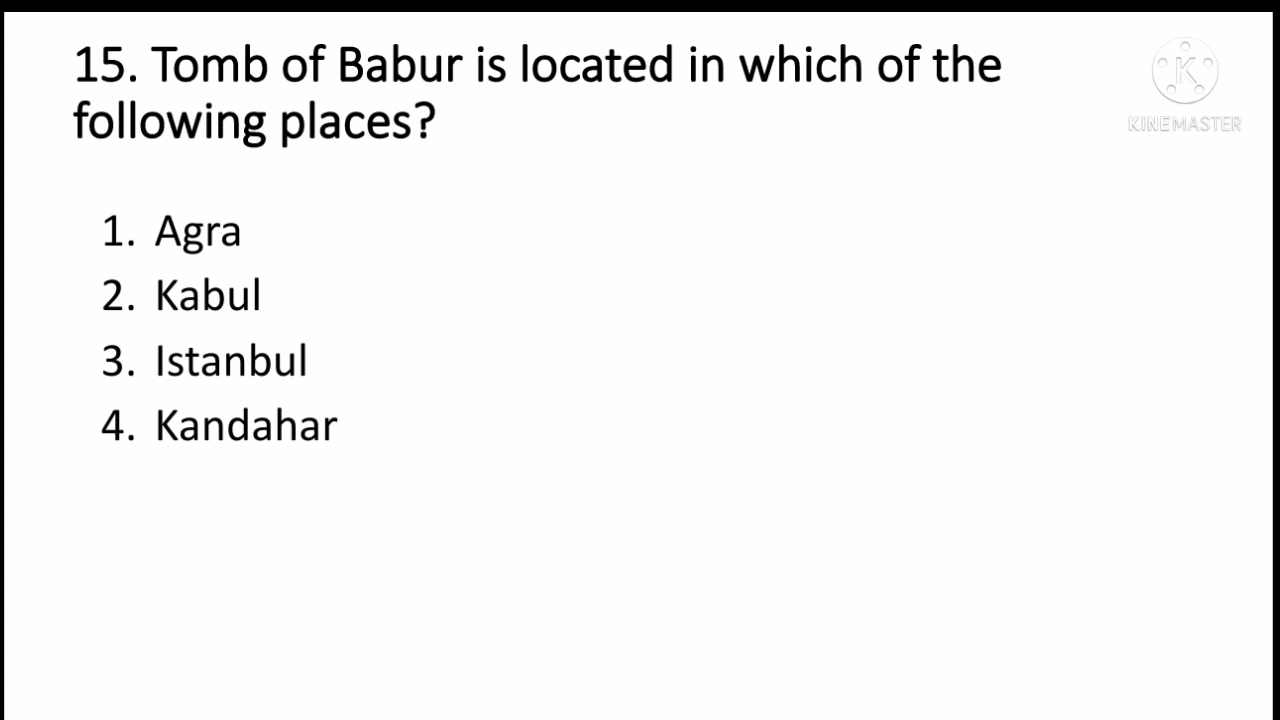 15. Tomb of Babur is located in which of the
following places?
K
KINEMASTER
1. Agra
2. Kabul
3. Istanbul
4. Kandahar